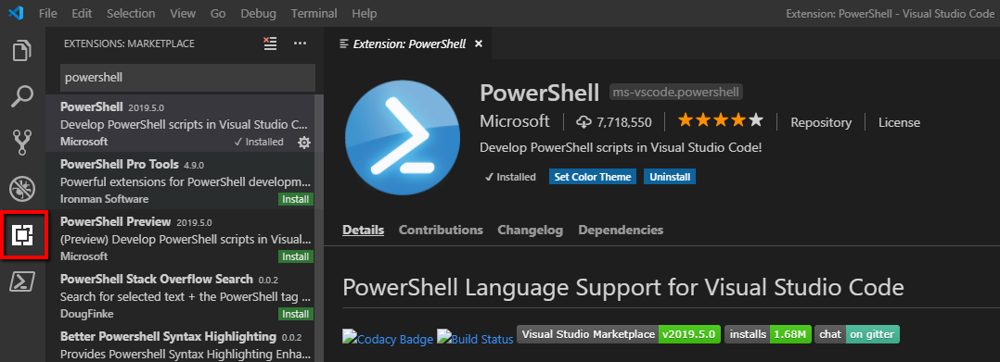 File Edit Selection View Go Debug Terminal Help Extension: PowerShell - Visual Studio Code
EXTENSIONS: MARKETPLACE
powershell
PowerShell 2019.5.0
Develop PowerShell scripts in Visual Studio C...
Microsoft ✓ Installed
PowerShell Pro Tools 4.9.0
Powerful extensions for PowerShell developm...
Ironman Software Install
PowerShell Preview 2019.5.0
(Preview) Develop PowerShell scripts in Visual...
Microsoft Install
PowerShell Stack Overflow Search 0.0.2
Search for selected text + the PowerShell tag ...
DougFinke Install
Better Powershell Syntax Highlighting 0.0.2
Provides Powershell Syntax Highlighting Enha...
Extension: PowerShell ×
PowerShell ms-vscode.powershell
Microsoft 7,718,550 Repository License
Develop PowerShell scripts in Visual Studio Code!
✓ Installed Set Color Theme Uninstall
Details Contributions Changelog Dependencies
PowerShell Language Support for Visual Studio Code
Codacy Badge Build Status Visual Studio Marketplace v2019.5.0 installs 1.68M chat on gitter